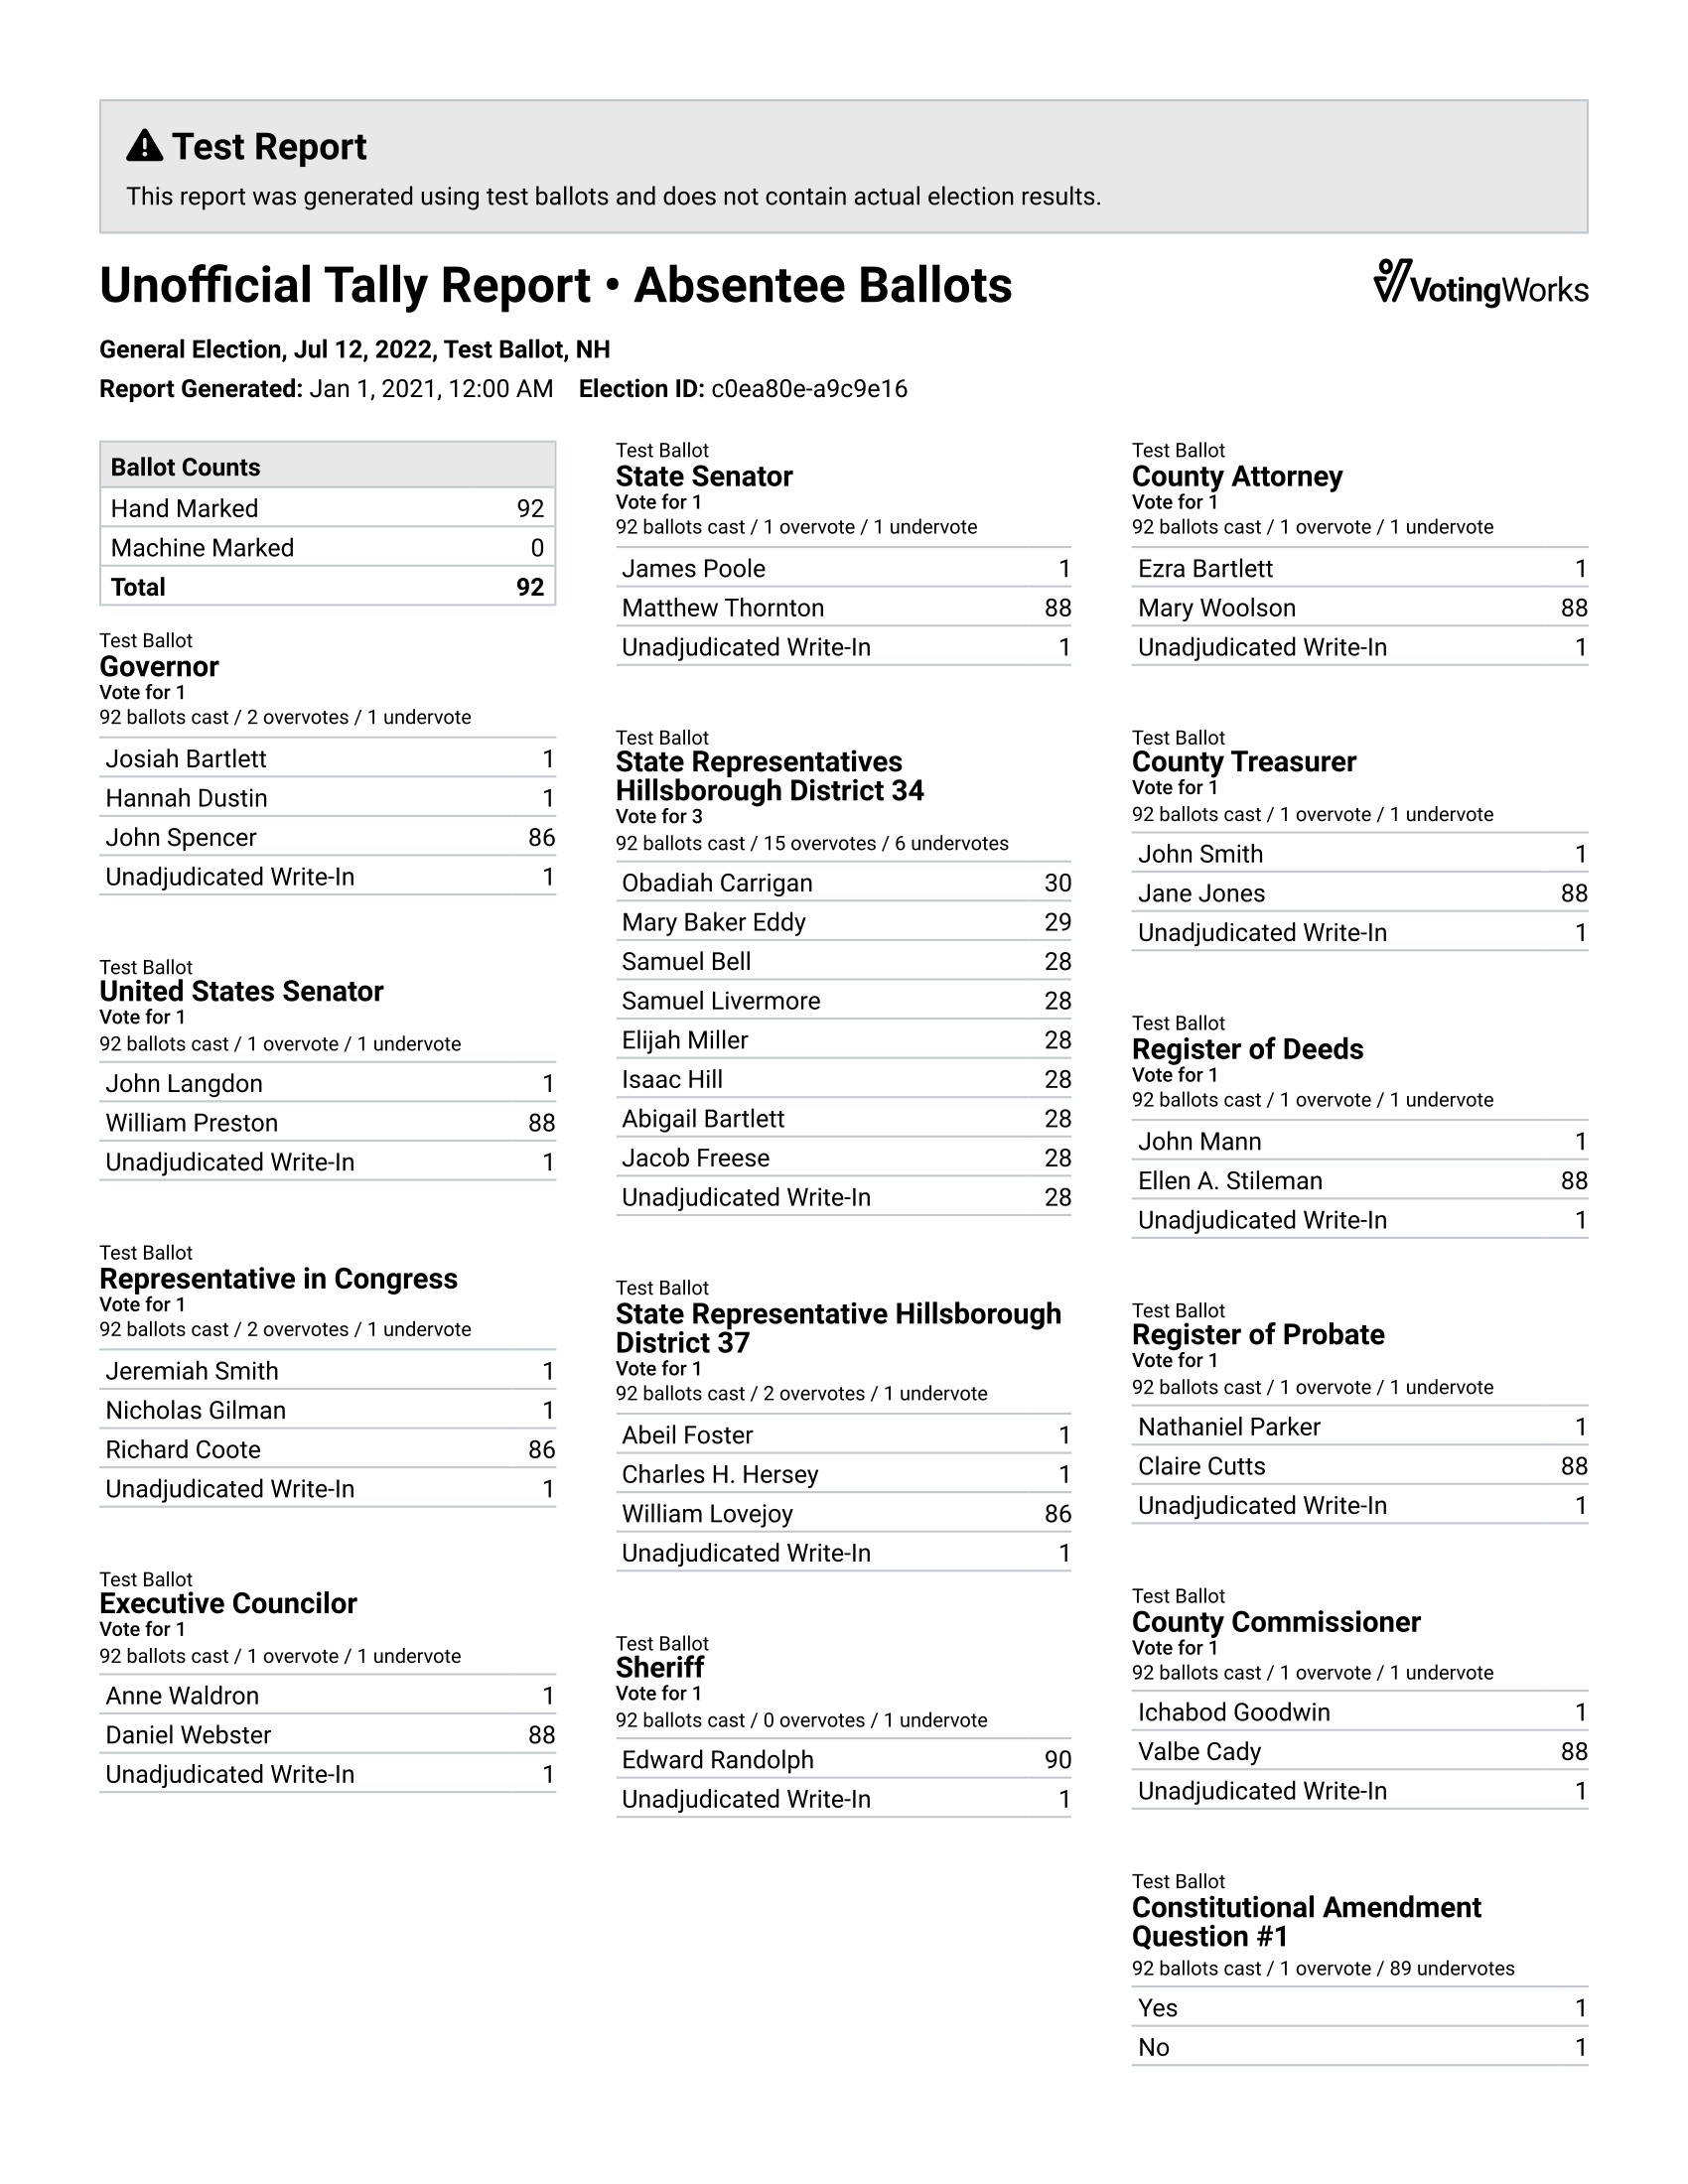 Test Report
This report was generated using test ballots and does not contain actual election results.
Unofficial Tally Report • Absentee Ballots
VotingWorks
General Election, Jul 12, 2022, Test Ballot, NH
Report Generated: Jan 1, 2021, 12:00 AM Election ID: c0ea80e-a9c9e16
Ballot Counts
Hand Marked 92
Machine Marked 0
Total 92
Test Ballot
Governor
Vote for 1
92 ballots cast / 2 overvotes / 1 undervote
Josiah Bartlett 1
Hannah Dustin 1
John Spencer 86
Unadjudicated Write-In 1
Test Ballot
United States Senator
Vote for 1
92 ballots cast / 1 overvote / 1 undervote
John Langdon 1
William Preston 88
Unadjudicated Write-In 1
Test Ballot
Representative in Congress
Vote for 1
92 ballots cast / 2 overvotes / 1 undervote
Jeremiah Smith 1
Nicholas Gilman 1
Richard Coote 86
Unadjudicated Write-In 1
Test Ballot
Executive Councilor
Vote for 1
92 ballots cast / 1 overvote / 1 undervote
Anne Waldron 1
Daniel Webster 88
Unadjudicated Write-In 1
Test Ballot
State Senator
Vote for 1
92 ballots cast / 1 overvote / 1 undervote
James Poole 1
Matthew Thornton 88
Unadjudicated Write-In 1
Test Ballot
State Representatives
Hillsborough District 34
Vote for 3
92 ballots cast / 15 overvotes / 6 undervotes
Obadiah Carrigan 30
Mary Baker Eddy 29
Samuel Bell 28
Samuel Livermore 28
Elijah Miller 28
Isaac Hill 28
Abigail Bartlett 28
Jacob Freese 28
Unadjudicated Write-In 28
Test Ballot
State Representative Hillsborough
District 37
Vote for 1
92 ballots cast / 2 overvotes / 1 undervote
Abeil Foster 1
Charles H. Hersey 1
William Lovejoy 86
Unadjudicated Write-In 1
Test Ballot
Sheriff
Vote for 1
92 ballots cast / 0 overvotes / 1 undervote
Edward Randolph 90
Unadjudicated Write-In 1
Test Ballot
County Attorney
Vote for 1
92 ballots cast / 1 overvote / 1 undervote
Ezra Bartlett 1
Mary Woolson 88
Unadjudicated Write-In 1
Test Ballot
County Treasurer
Vote for 1
92 ballots cast / 1 overvote / 1 undervote
John Smith 1
Jane Jones 88
Unadjudicated Write-In 1
Test Ballot
Register of Deeds
Vote for 1
92 ballots cast / 1 overvote / 1 undervote
John Mann 1
Ellen A. Stileman 88
Unadjudicated Write-In 1
Test Ballot
Register of Probate
Vote for 1
92 ballots cast / 1 overvote / 1 undervote
Nathaniel Parker 1
Claire Cutts 88
Unadjudicated Write-In 1
Test Ballot
County Commissioner
Vote for 1
92 ballots cast / 1 overvote / 1 undervote
Ichabod Goodwin 1
Valbe Cady 88
Unadjudicated Write-In 1
Test Ballot
Constitutional Amendment
Question #1
92 ballots cast / 1 overvote / 89 undervotes
Yes 1
No 1